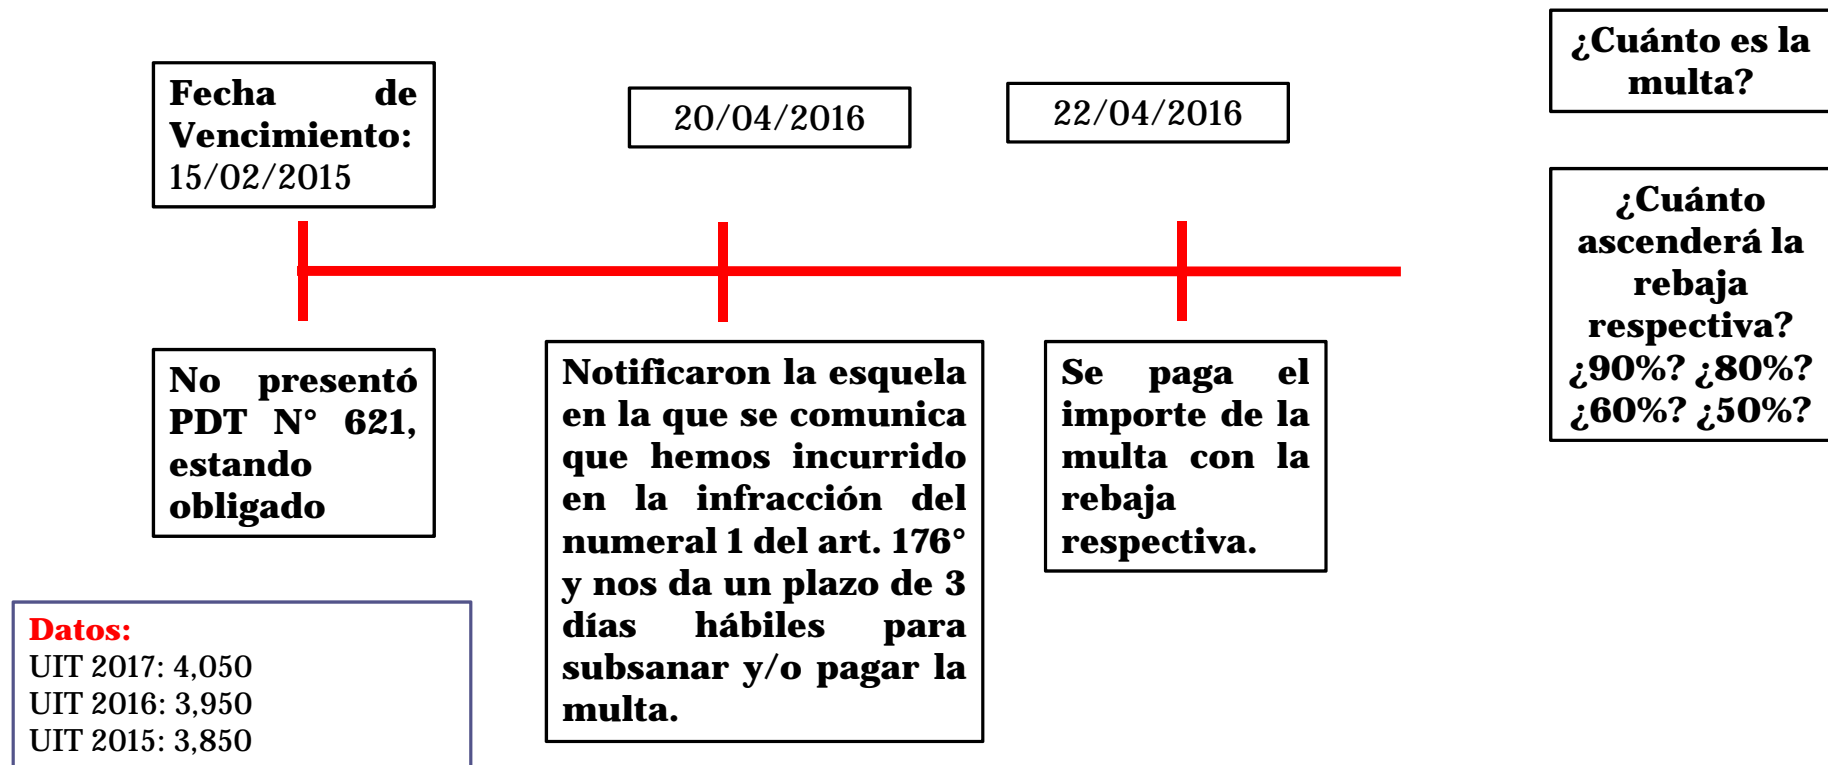 Fecha de
Vencimiento:
15/02/2015
20/04/2016
22/04/2016
¿Cuánto es la
multa?
¿Cuánto
ascenderá la
rebaja
respectiva?
¿90%? ¿80%?
¿60%? ¿50%?
No presentó
PDT N° 621,
estando
obligado
Notificaron la esquela
en la que se comunica
que hemos incurrido
en la infracción del
numeral 1 del art. 176°
y nos da un plazo de 3
días hábiles para
subsanar y/o pagar la
multa.
Se paga el
importe de la
multa con la
rebaja
respectiva.
Datos:
UIT 2017: 4,050
UIT 2016: 3,950
UIT 2015: 3,850